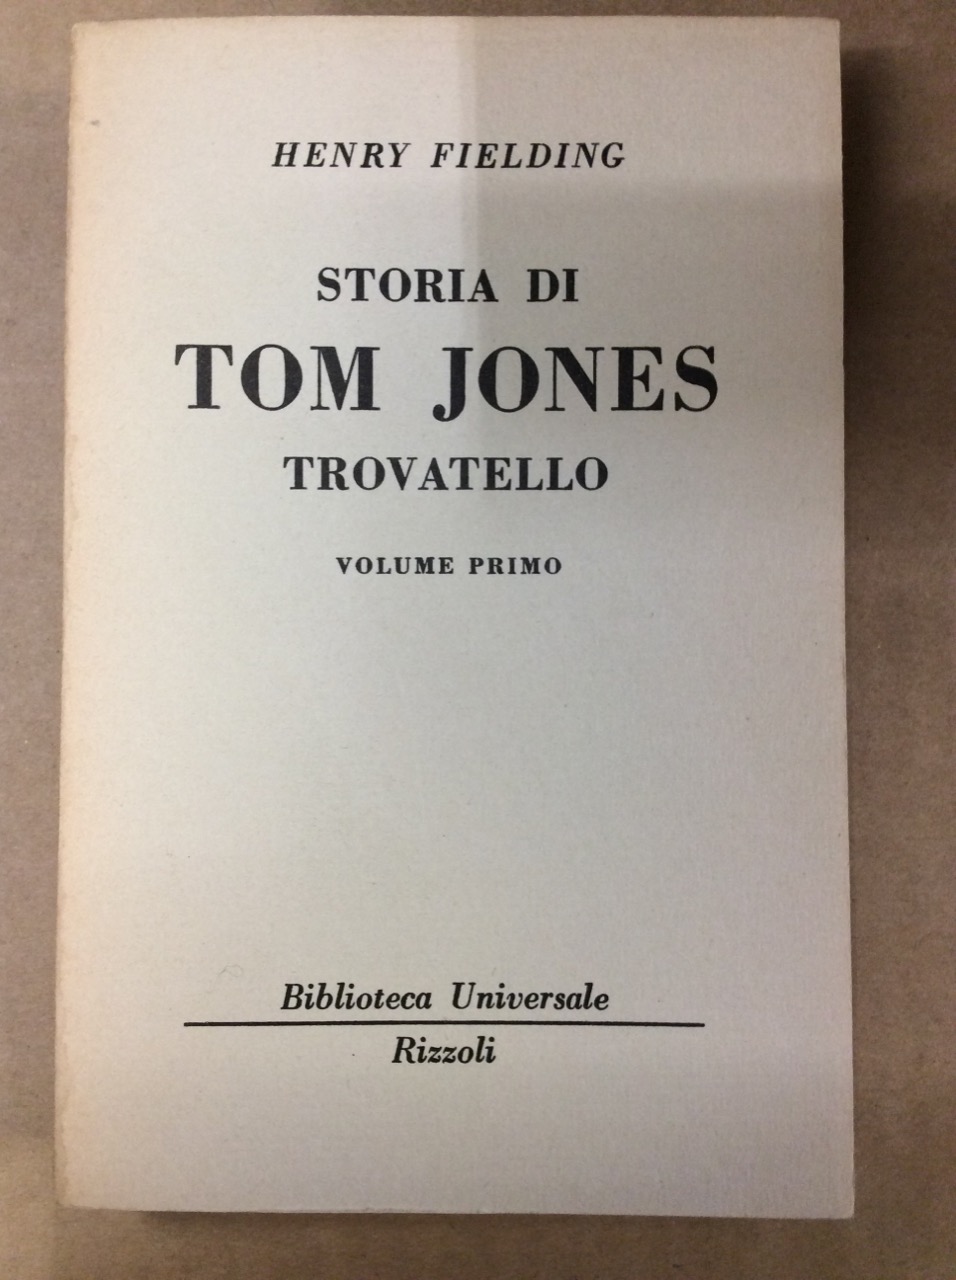 HENRY FIELDING
STORIA DI
TOM JONES
TROVATELLO
VOLUME PRIMO
Biblioteca Universale
Rizzoli